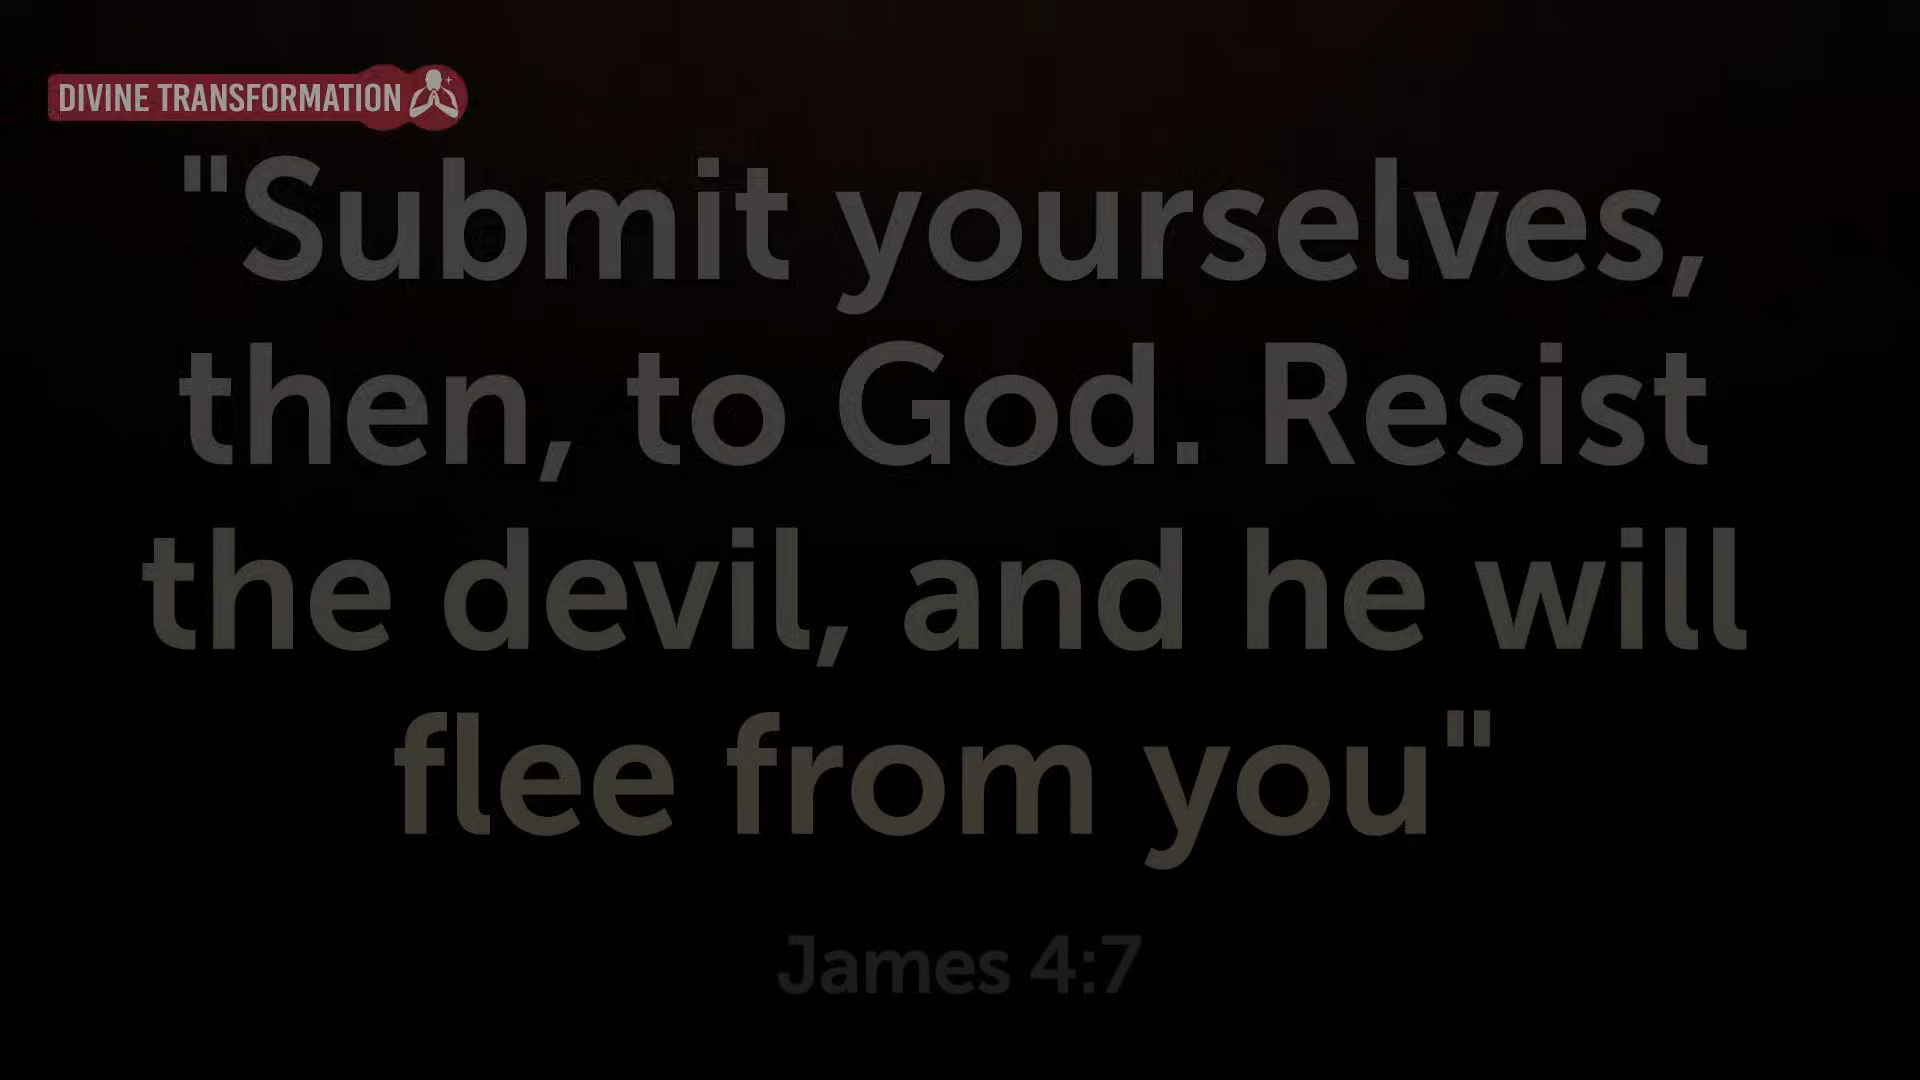 DIVINE TRANSFORMATION
"Submit yourselves,
then, to God. Resist
the devil, and he will
flee from you"
James 4:7